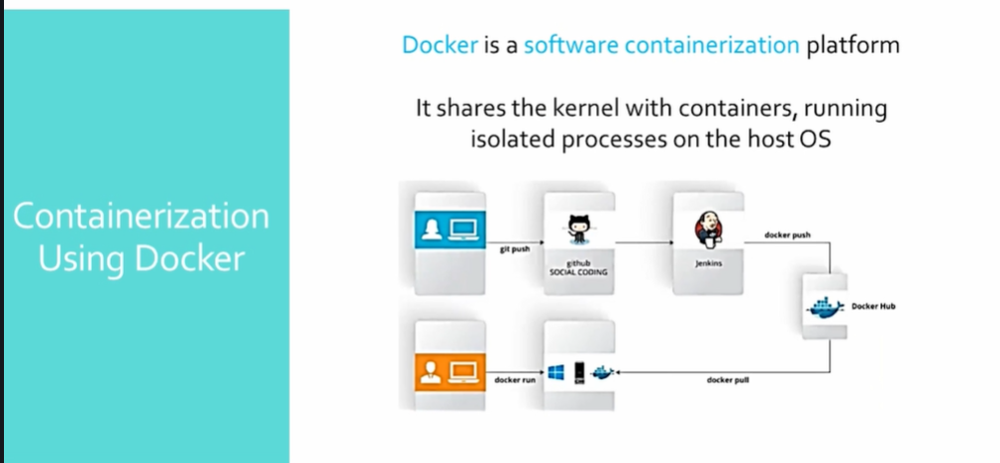 Containerization
Using Docker
Docker is a software containerization platform
It shares the kernel with containers, running
isolated processes on the host OS
git push
github
SOCIAL CODING
Jenkins
docker push
Docker Hub
docker run
docker pull